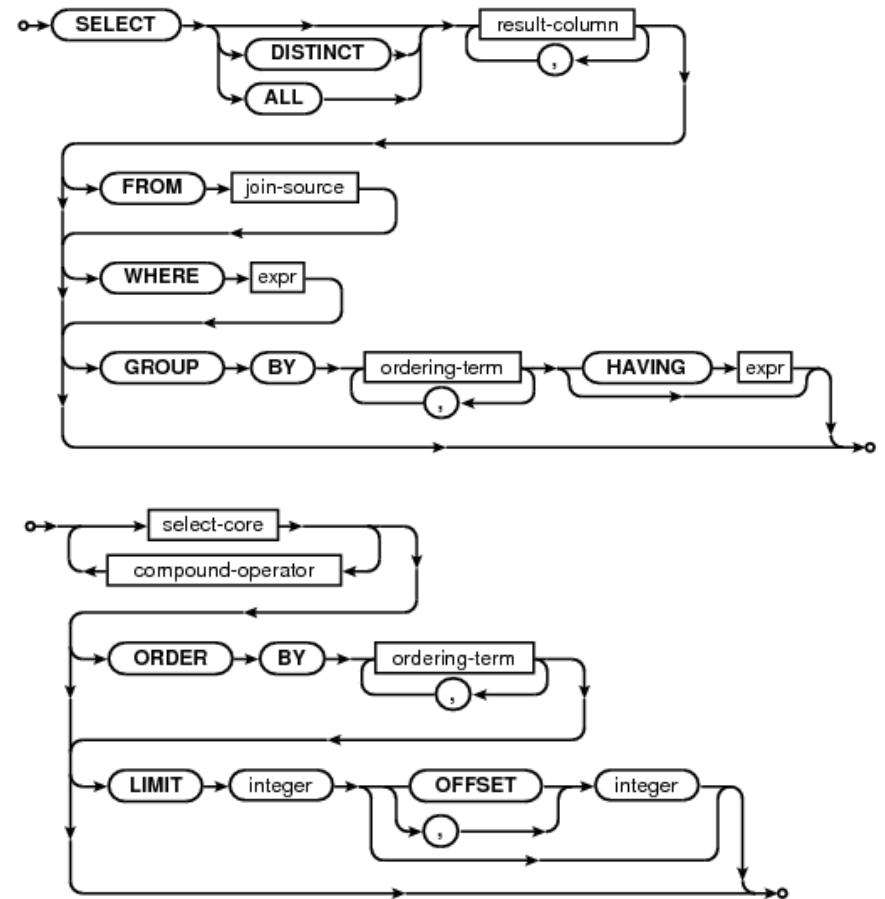 SELECT result-column
DISTINCT ,
ALL
FROM join-source
WHERE expr
GROUP BY ordering-term HAVING expr
,
select-core
compound-operator
ORDER BY ordering-term
,
LIMIT integer OFFSET integer
,